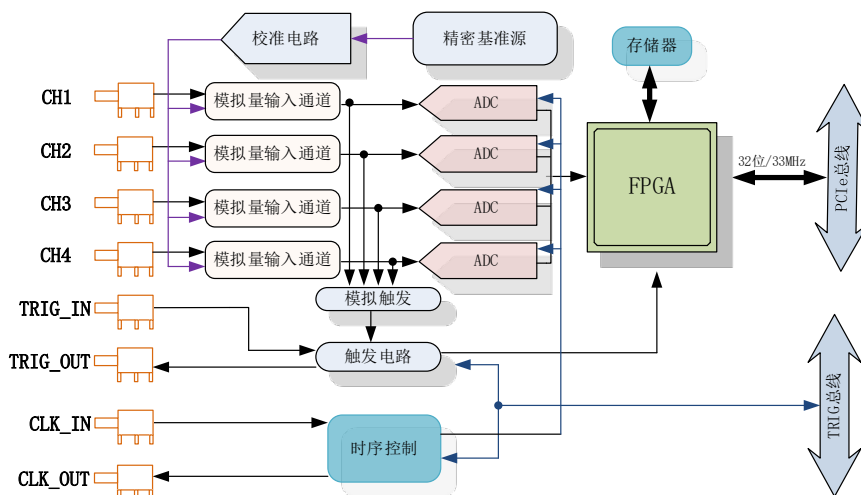 校准电路
精密基准源
存储器
CH1
模拟量输入通道
ADC
CH2
模拟量输入通道
ADC
FPGA
32位/33MHz
PCIe总线
CH3
模拟量输入通道
ADC
CH4
模拟量输入通道
ADC
模拟触发
TRIG_IN
触发电路
TRIG_OUT
TRIG总线
CLK_IN
时序控制
CLK_OUT